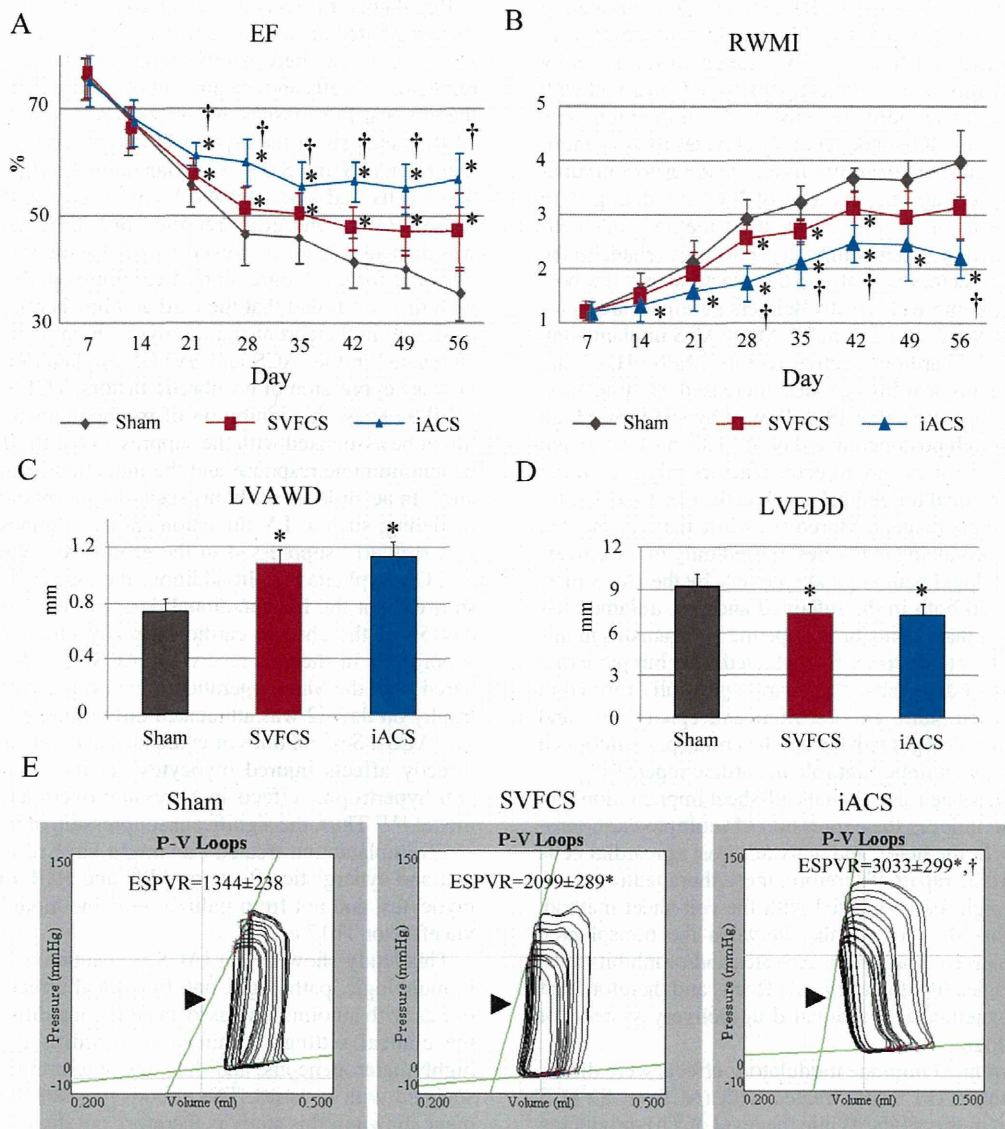 A
EF
%
70
50
30
7 14 21 28 35 42 49 56
† † † † † †
* * * * * *
* * * * * *
Day
Sham SVFCS iACS
B
RWMI
5
4
3
2
1
7 14 21 28 35 42 49 56
* * * * *
* * * * * * *
† † † † †
Day
Sham SVFCS iACS
C
LVAWD
mm
1.2
0.8
0.4
0
* *
Sham SVFCS iACS
D
LVEDD
mm
12
9
6
3
0
* *
Sham SVFCS iACS
E
Sham
P-V Loops
ESPVR=1344±238
Pressure (mmHg)
150
0
-10
0.200 Volume (ml) 0.500
SVFCS
P-V Loops
ESPVR=2099±289*
Pressure (mmHg)
150
0
-10
0.200 Volume (ml) 0.500
iACS
P-V Loops
ESPVR=3033±299*,†
Pressure (mmHg)
150
0
-10
0.200 Volume (ml) 0.500